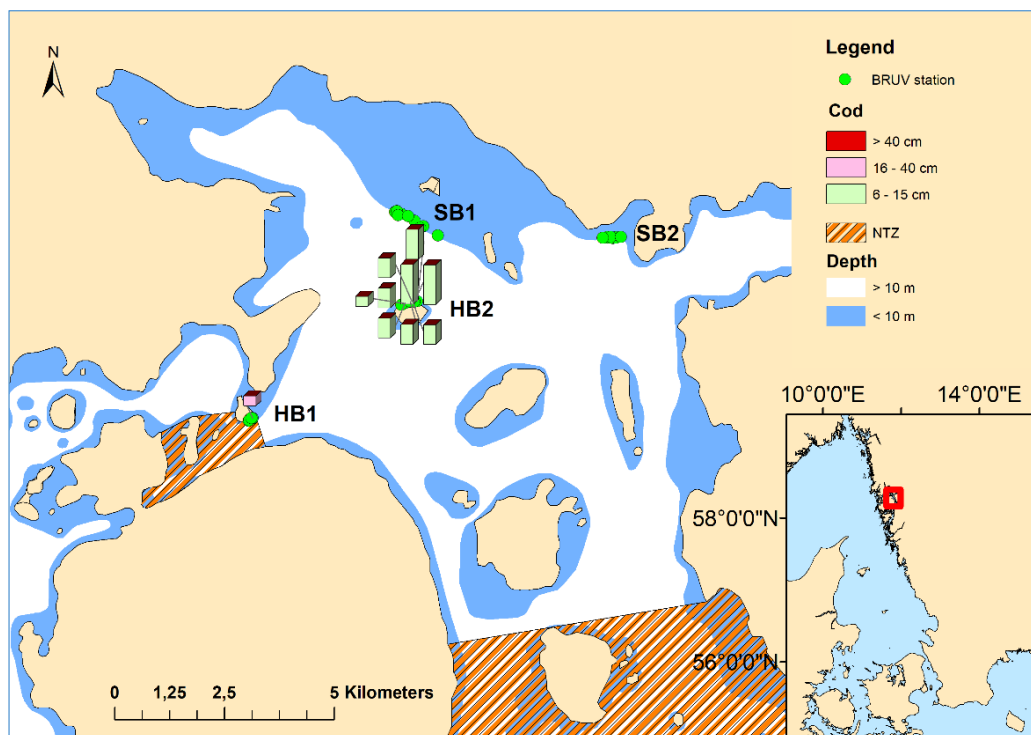 N
Legend
BRUV station
Cod
> 40 cm
16 - 40 cm
6 - 15 cm
NTZ
Depth
> 10 m
< 10 m
SB1
SB2
HB2
HB1
10°0'0"E 14°0'0"E
58°0'0"N
56°0'0"N
0 1,25 2,5 5 Kilometers